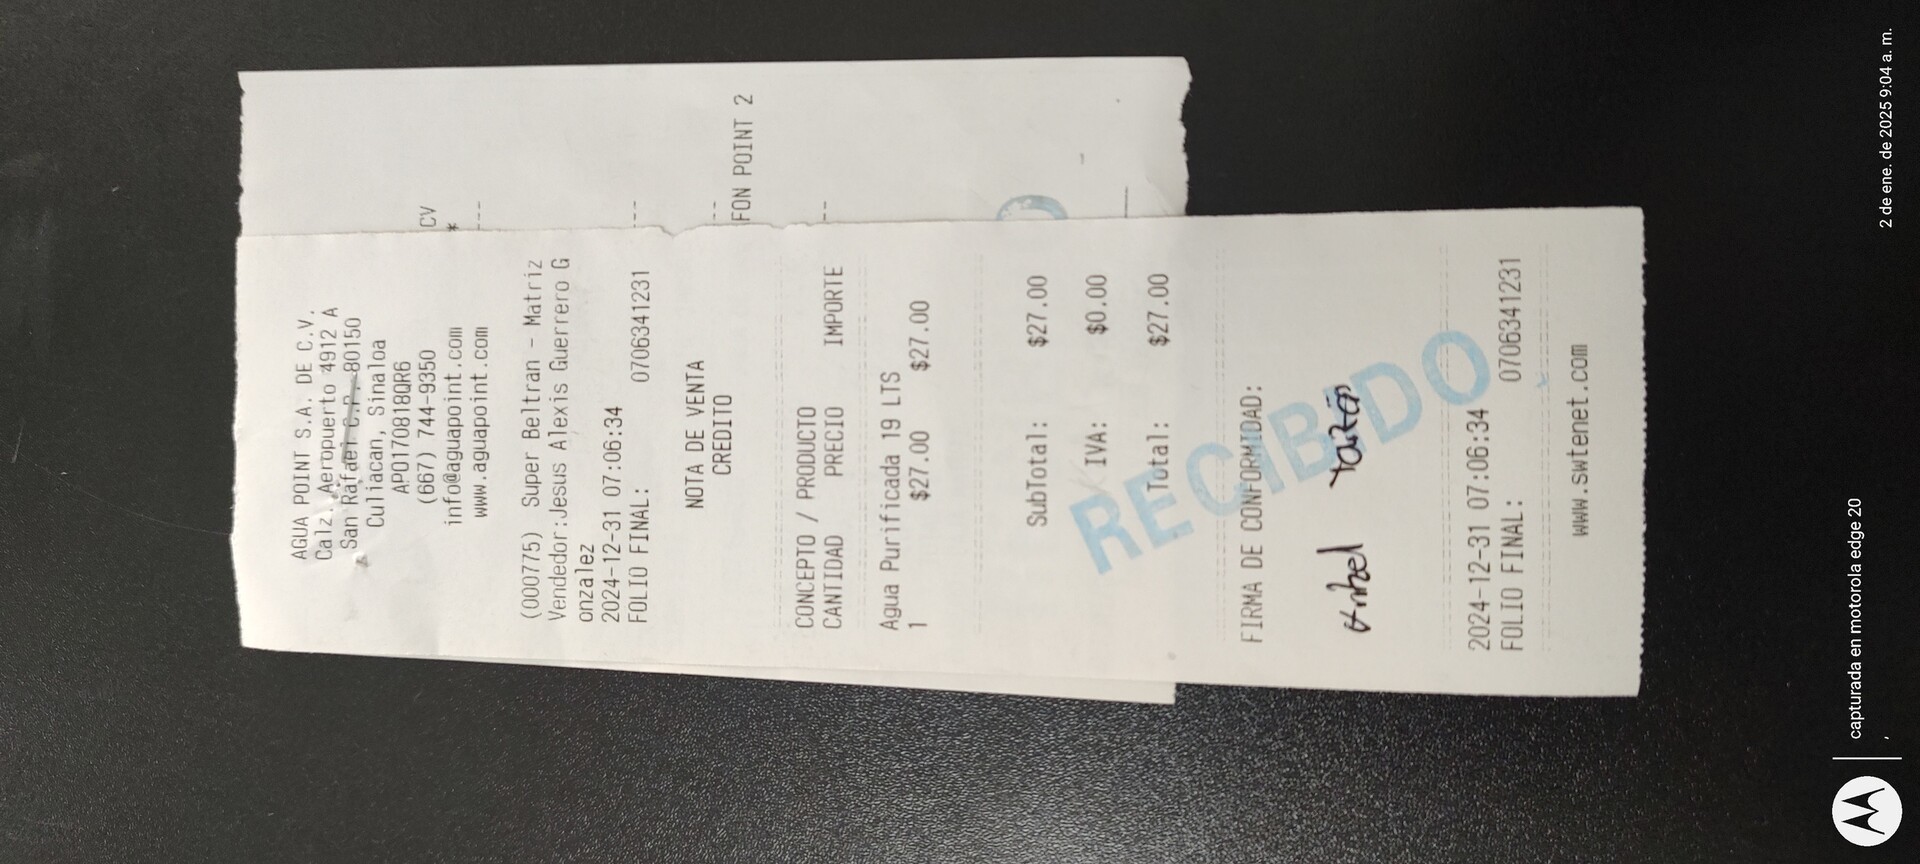 CV
*
---
---
--
FON POINT 2
--
AGUA POINT S.A. DE C.V.
Calz. Aeropuerto 4912 A
San Rafael C.P. 80150
Culiacan, Sinaloa
APO170818QR6
(667) 744-9350
info@aguapoint.com
www.aguapoint.com
(000775) Super Beltran - Matriz
Vendedor:Jesus Alexis Guerrero G
onzalez
2024-12-31 07:06:34
FOLIO FINAL: 0706341231
NOTA DE VENTA
CREDITO
CONCEPTO / PRODUCTO
CANTIDAD PRECIO IMPORTE
Agua Purificada 19 LTS
1 $27.00 $27.00
SubTotal: $27.00
IVA: $0.00
Total: $27.00
RECIBIDO
FIRMA DE CONFORMIDAD:
2024-12-31 07:06:34
FOLIO FINAL: 0706341231
www.swtenet.com
capturada en motorola edge 20
,
2 de ene. de 2025 9:04 a. m.